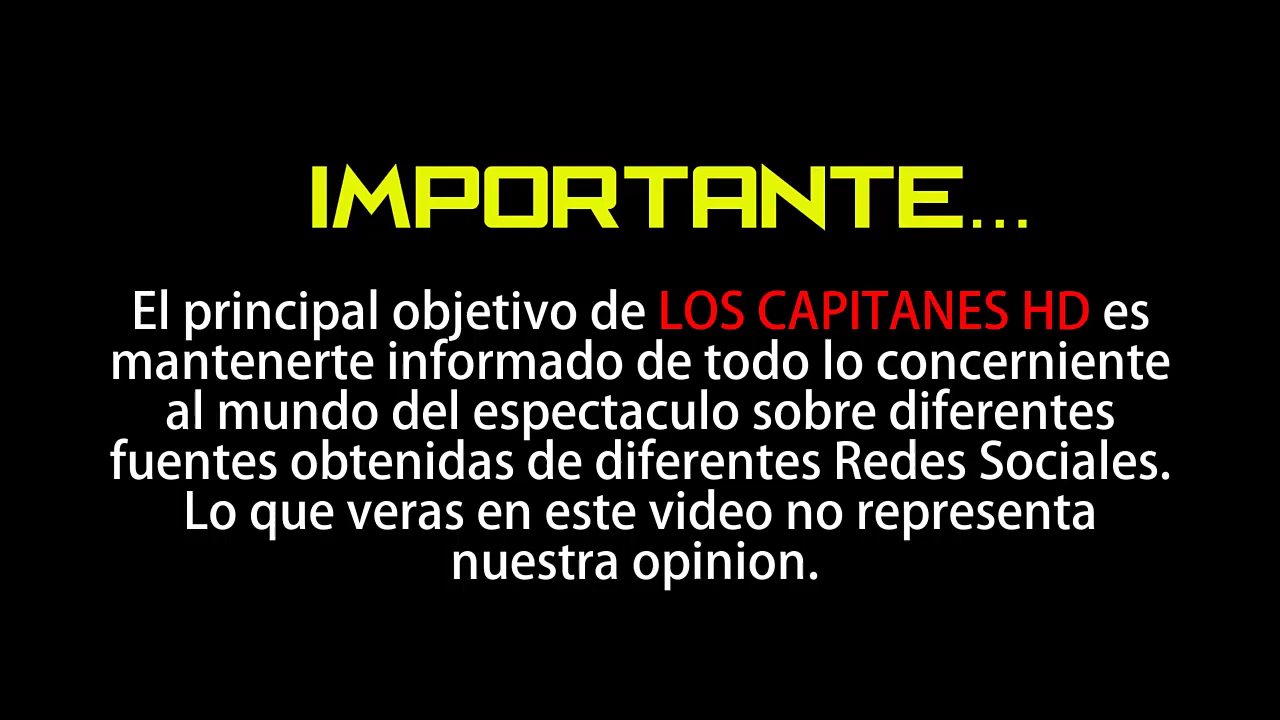 IMPORTANTE...
El principal objetivo de LOS CAPITANES HD es
mantenerte informado de todo lo concerniente
al mundo del espectaculo sobre diferentes
fuentes obtenidas de diferentes Redes Sociales.
Lo que veras en este video no representa
nuestra opinion.